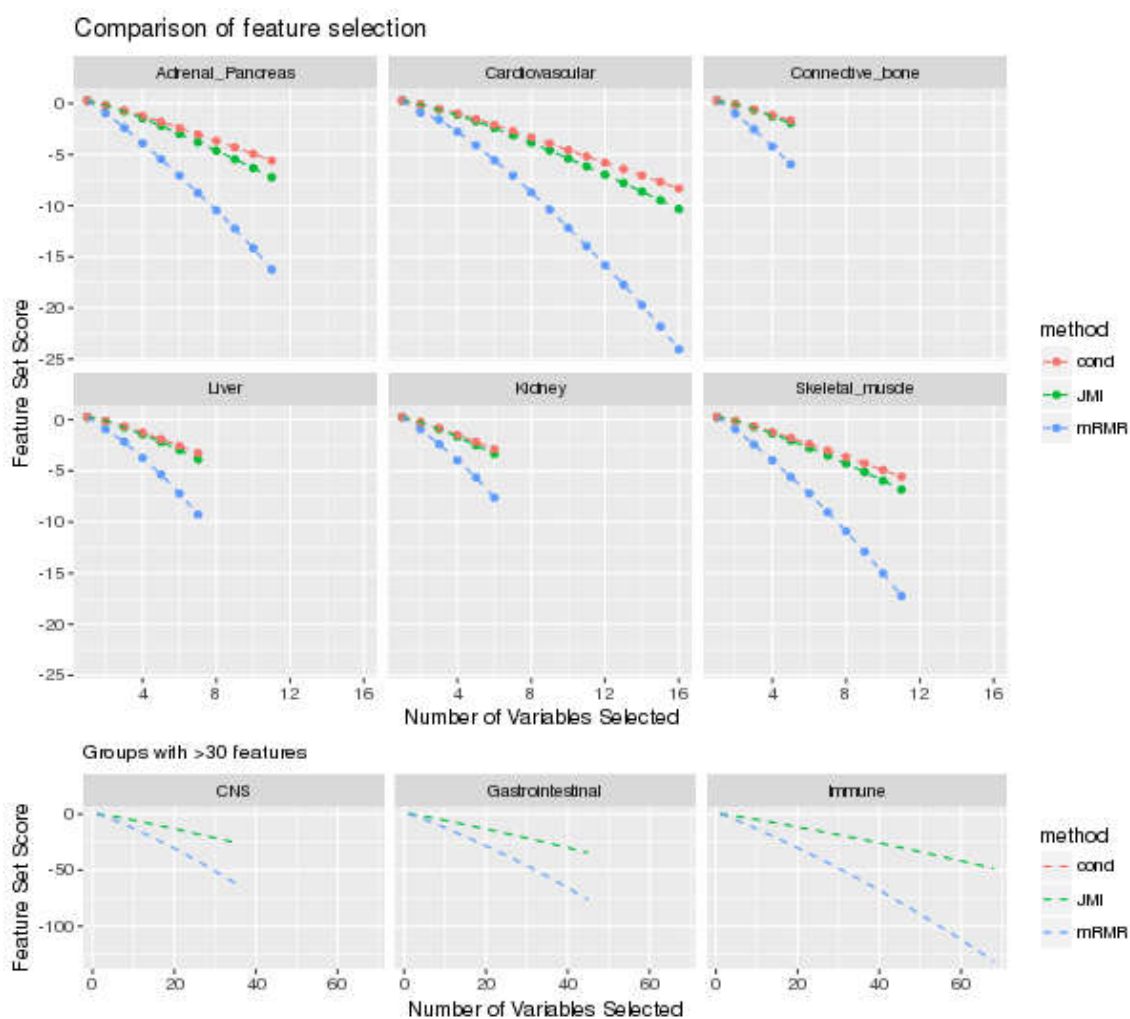 Comparison of feature selection
Adrenal_Pancreas Cardiovascular Connective_bone
0
-5
-10
-15
-20
-25
Liver Kidney Skeletal_muscle
0
-5
-10
-15
-20
-25
4 8 12 16 4 8 12 16 4 8 12 16
Number of Variables Selected
Feature Set Score
method
cond
JMI
mRMR
Groups with >30 features
CNS Gastrointestinal Immune
0
-50
-100
0 20 40 60 0 20 40 60 0 20 40 60
Number of Variables Selected
Feature Set Score
method
cond
JMI
mRMR